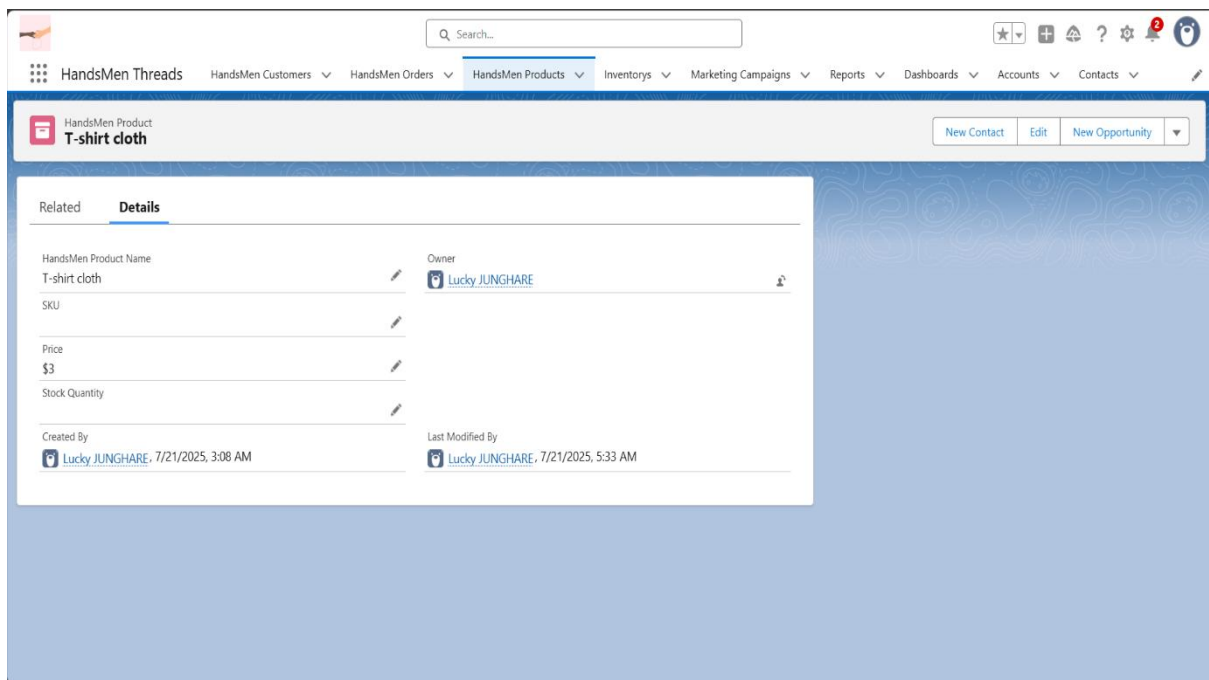 Search...
2
HandsMen Threads HandsMen Customers HandsMen Orders HandsMen Products Inventorys Marketing Campaigns Reports Dashboards Accounts Contacts
HandsMen Product
T-shirt cloth
New Contact Edit New Opportunity
Related Details
HandsMen Product Name Owner
T-shirt cloth Lucky JUNGHARE
SKU
Price
$3
Stock Quantity
Created By Last Modified By
Lucky JUNGHARE, 7/21/2025, 3:08 AM Lucky JUNGHARE, 7/21/2025, 5:33 AM